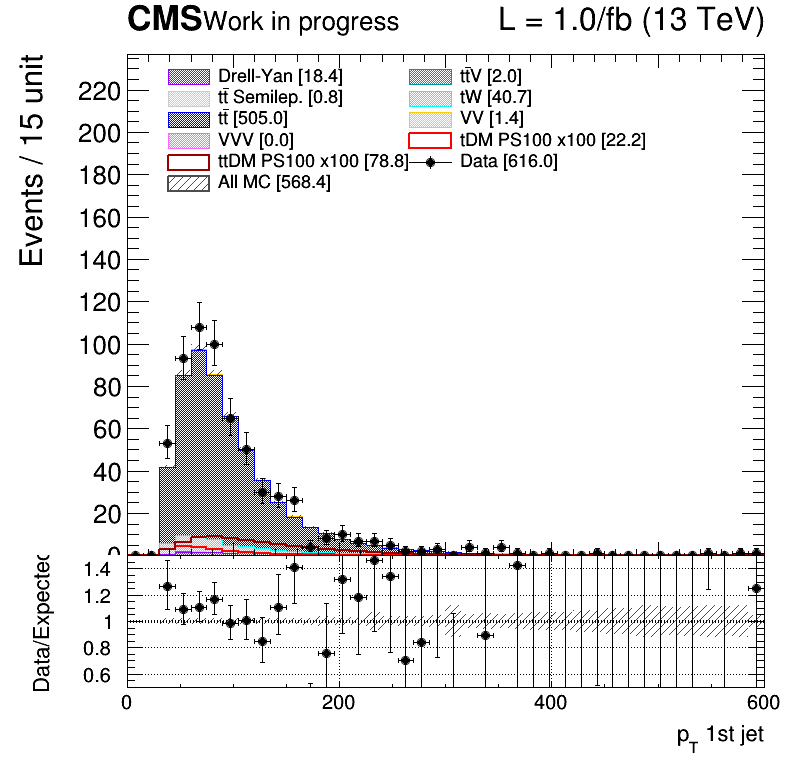 CMS Work in progress L = 1.0/fb (13 TeV)
Events / 15 unit
Drell-Yan [18.4] tt̄V [2.0]
tt̄ Semilep. [0.8] tW [40.7]
tt̄ [505.0] VV [1.4]
VVV [0.0] tDM PS100 x100 [22.2]
ttDM PS100 x100 [78.8] Data [616.0]
All MC [568.4]
220
200
180
160
140
120
100
80
60
40
20
0
Data/Expected
1.4
1.2
1
0.8
0.6
0 200 400 600
p_T 1st jet